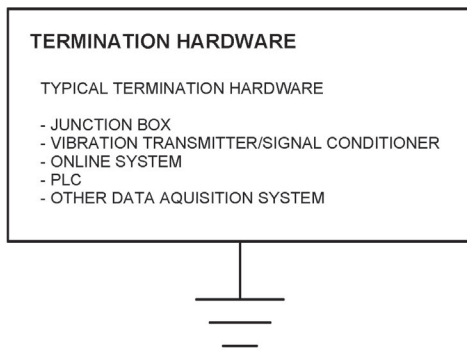 TERMINATION HARDWARE
TYPICAL TERMINATION HARDWARE
- JUNCTION BOX
- VIBRATION TRANSMITTER/SIGNAL CONDITIONER
- ONLINE SYSTEM
- PLC
- OTHER DATA AQUISITION SYSTEM